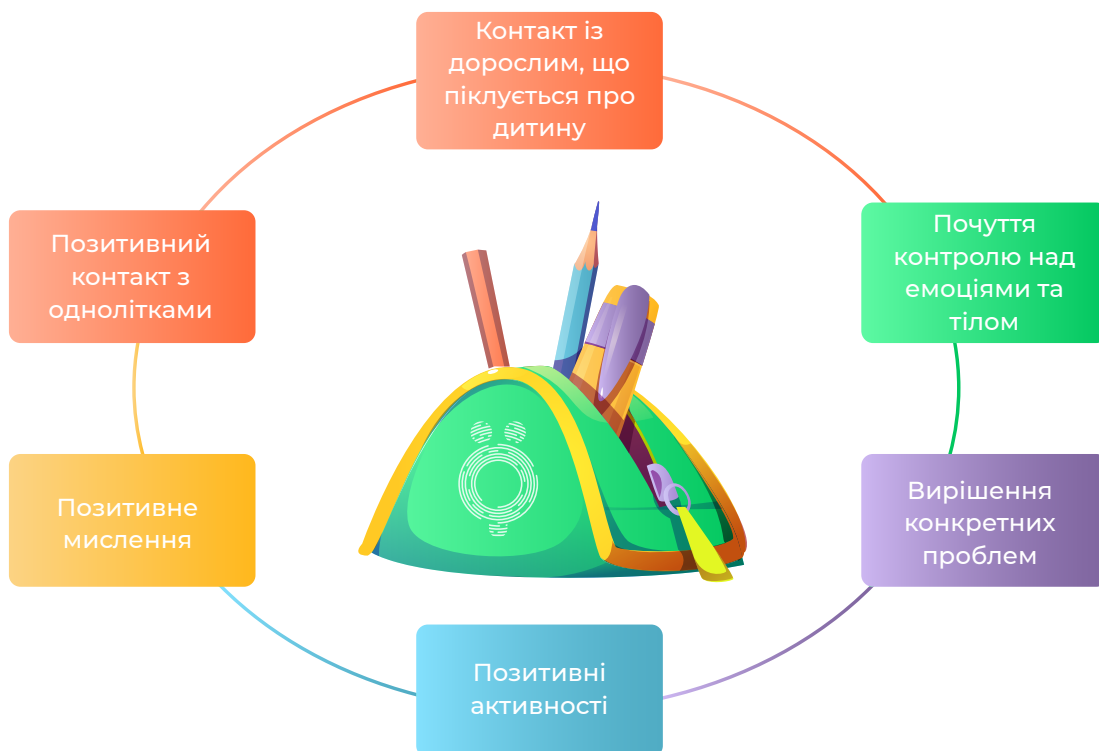 Контакт із
дорослим, що
піклується про
дитину
Почуття
контролю над
емоціями та
тілом
Вирішення
конкретних
проблем
Позитивні
активності
Позитивне
мислення
Позитивний
контакт з
однолітками